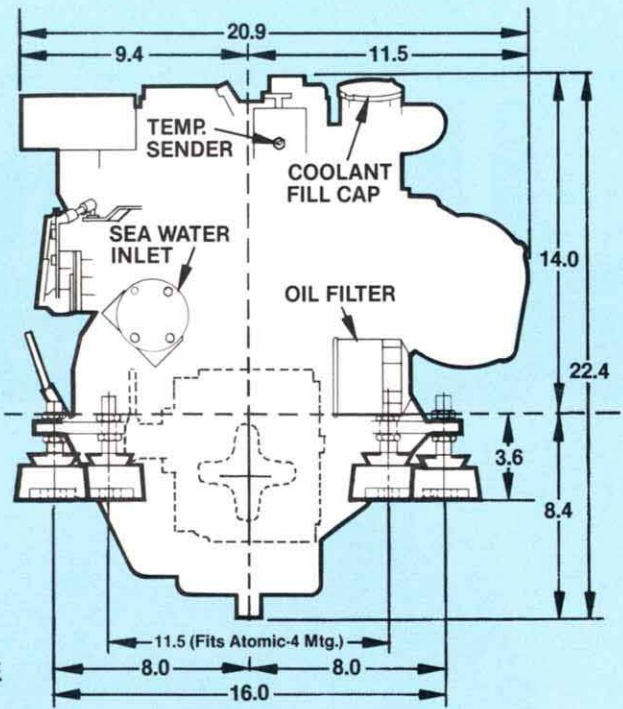 20.9
9.4
11.5
TEMP.
SENDER
COOLANT
FILL CAP
SEA WATER
INLET
14.0
OIL FILTER
22.4
3.6
8.4
11.5 (Fits Atomic-4 Mtg.)
8.0
8.0
16.0